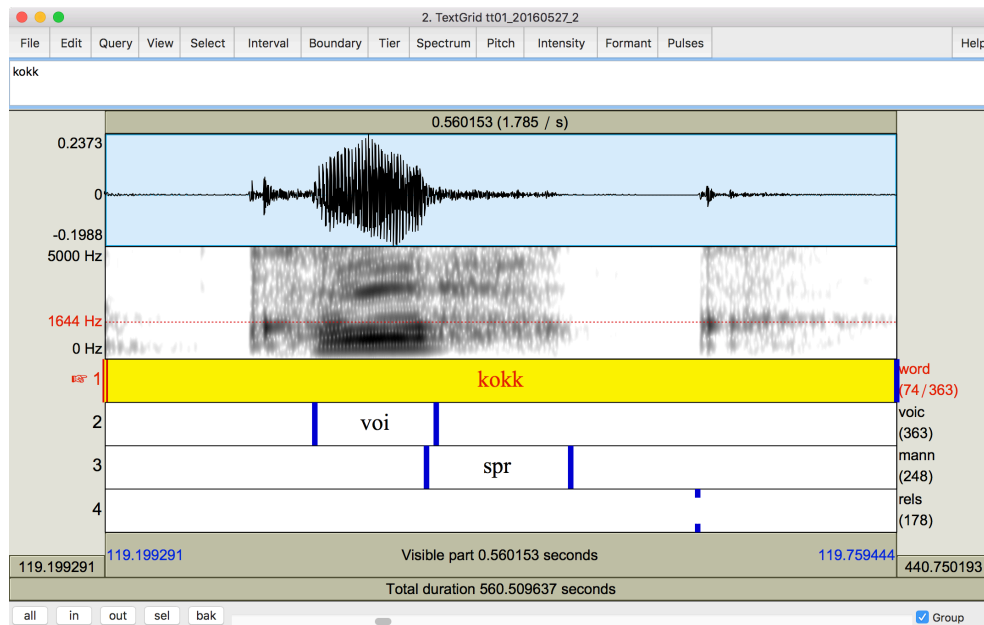 2. TextGrid tt01_20160527_2
File Edit Query View Select Interval Boundary Tier Spectrum Pitch Intensity Formant Pulses Help
kokk
0.560153 (1.785 / s)
0.2373
0
-0.1988
5000 Hz
1644 Hz
0 Hz
☞ 1 kokk word
(74/363)
2 voi voic
(363)
3 spr mann
(248)
4 rels
(178)
119.199291 Visible part 0.560153 seconds 119.759444
119.199291 440.750193
Total duration 560.509637 seconds
all in out sel bak Group